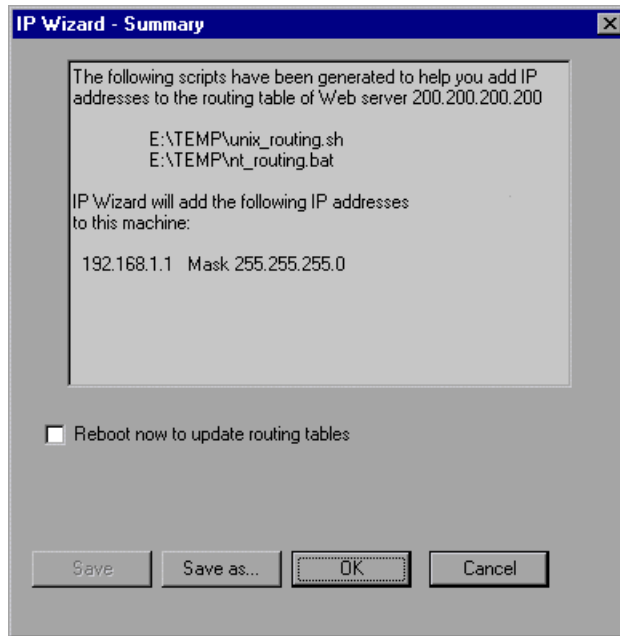 IP Wizard - Summary
The following scripts have been generated to help you add IP
addresses to the routing table of Web server 200.200.200.200
E:\TEMP\unix_routing.sh
E:\TEMP\nt_routing.bat
IP Wizard will add the following IP addresses
to this machine:
192.168.1.1 Mask 255.255.255.0
Reboot now to update routing tables
Save
Save as...
OK
Cancel